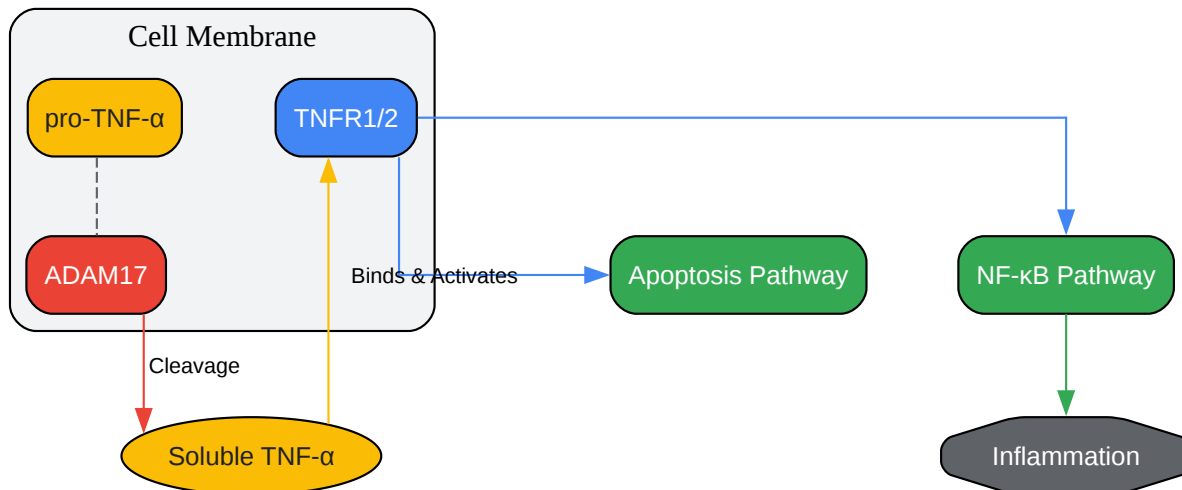 Cell Membrane
pro-TNF-α
TNFR1/2
ADAM17
Binds & Activates
Apoptosis Pathway
NF-κB Pathway
Cleavage
Soluble TNF-α
Inflammation